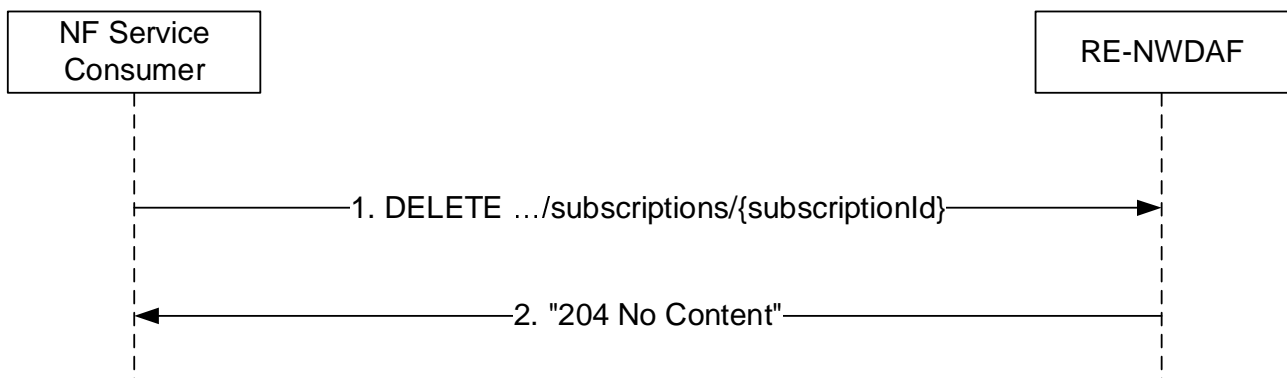 NF Service
Consumer
RE-NWDAF
1. DELETE …/subscriptions/{subscriptionId}
2. "204 No Content"